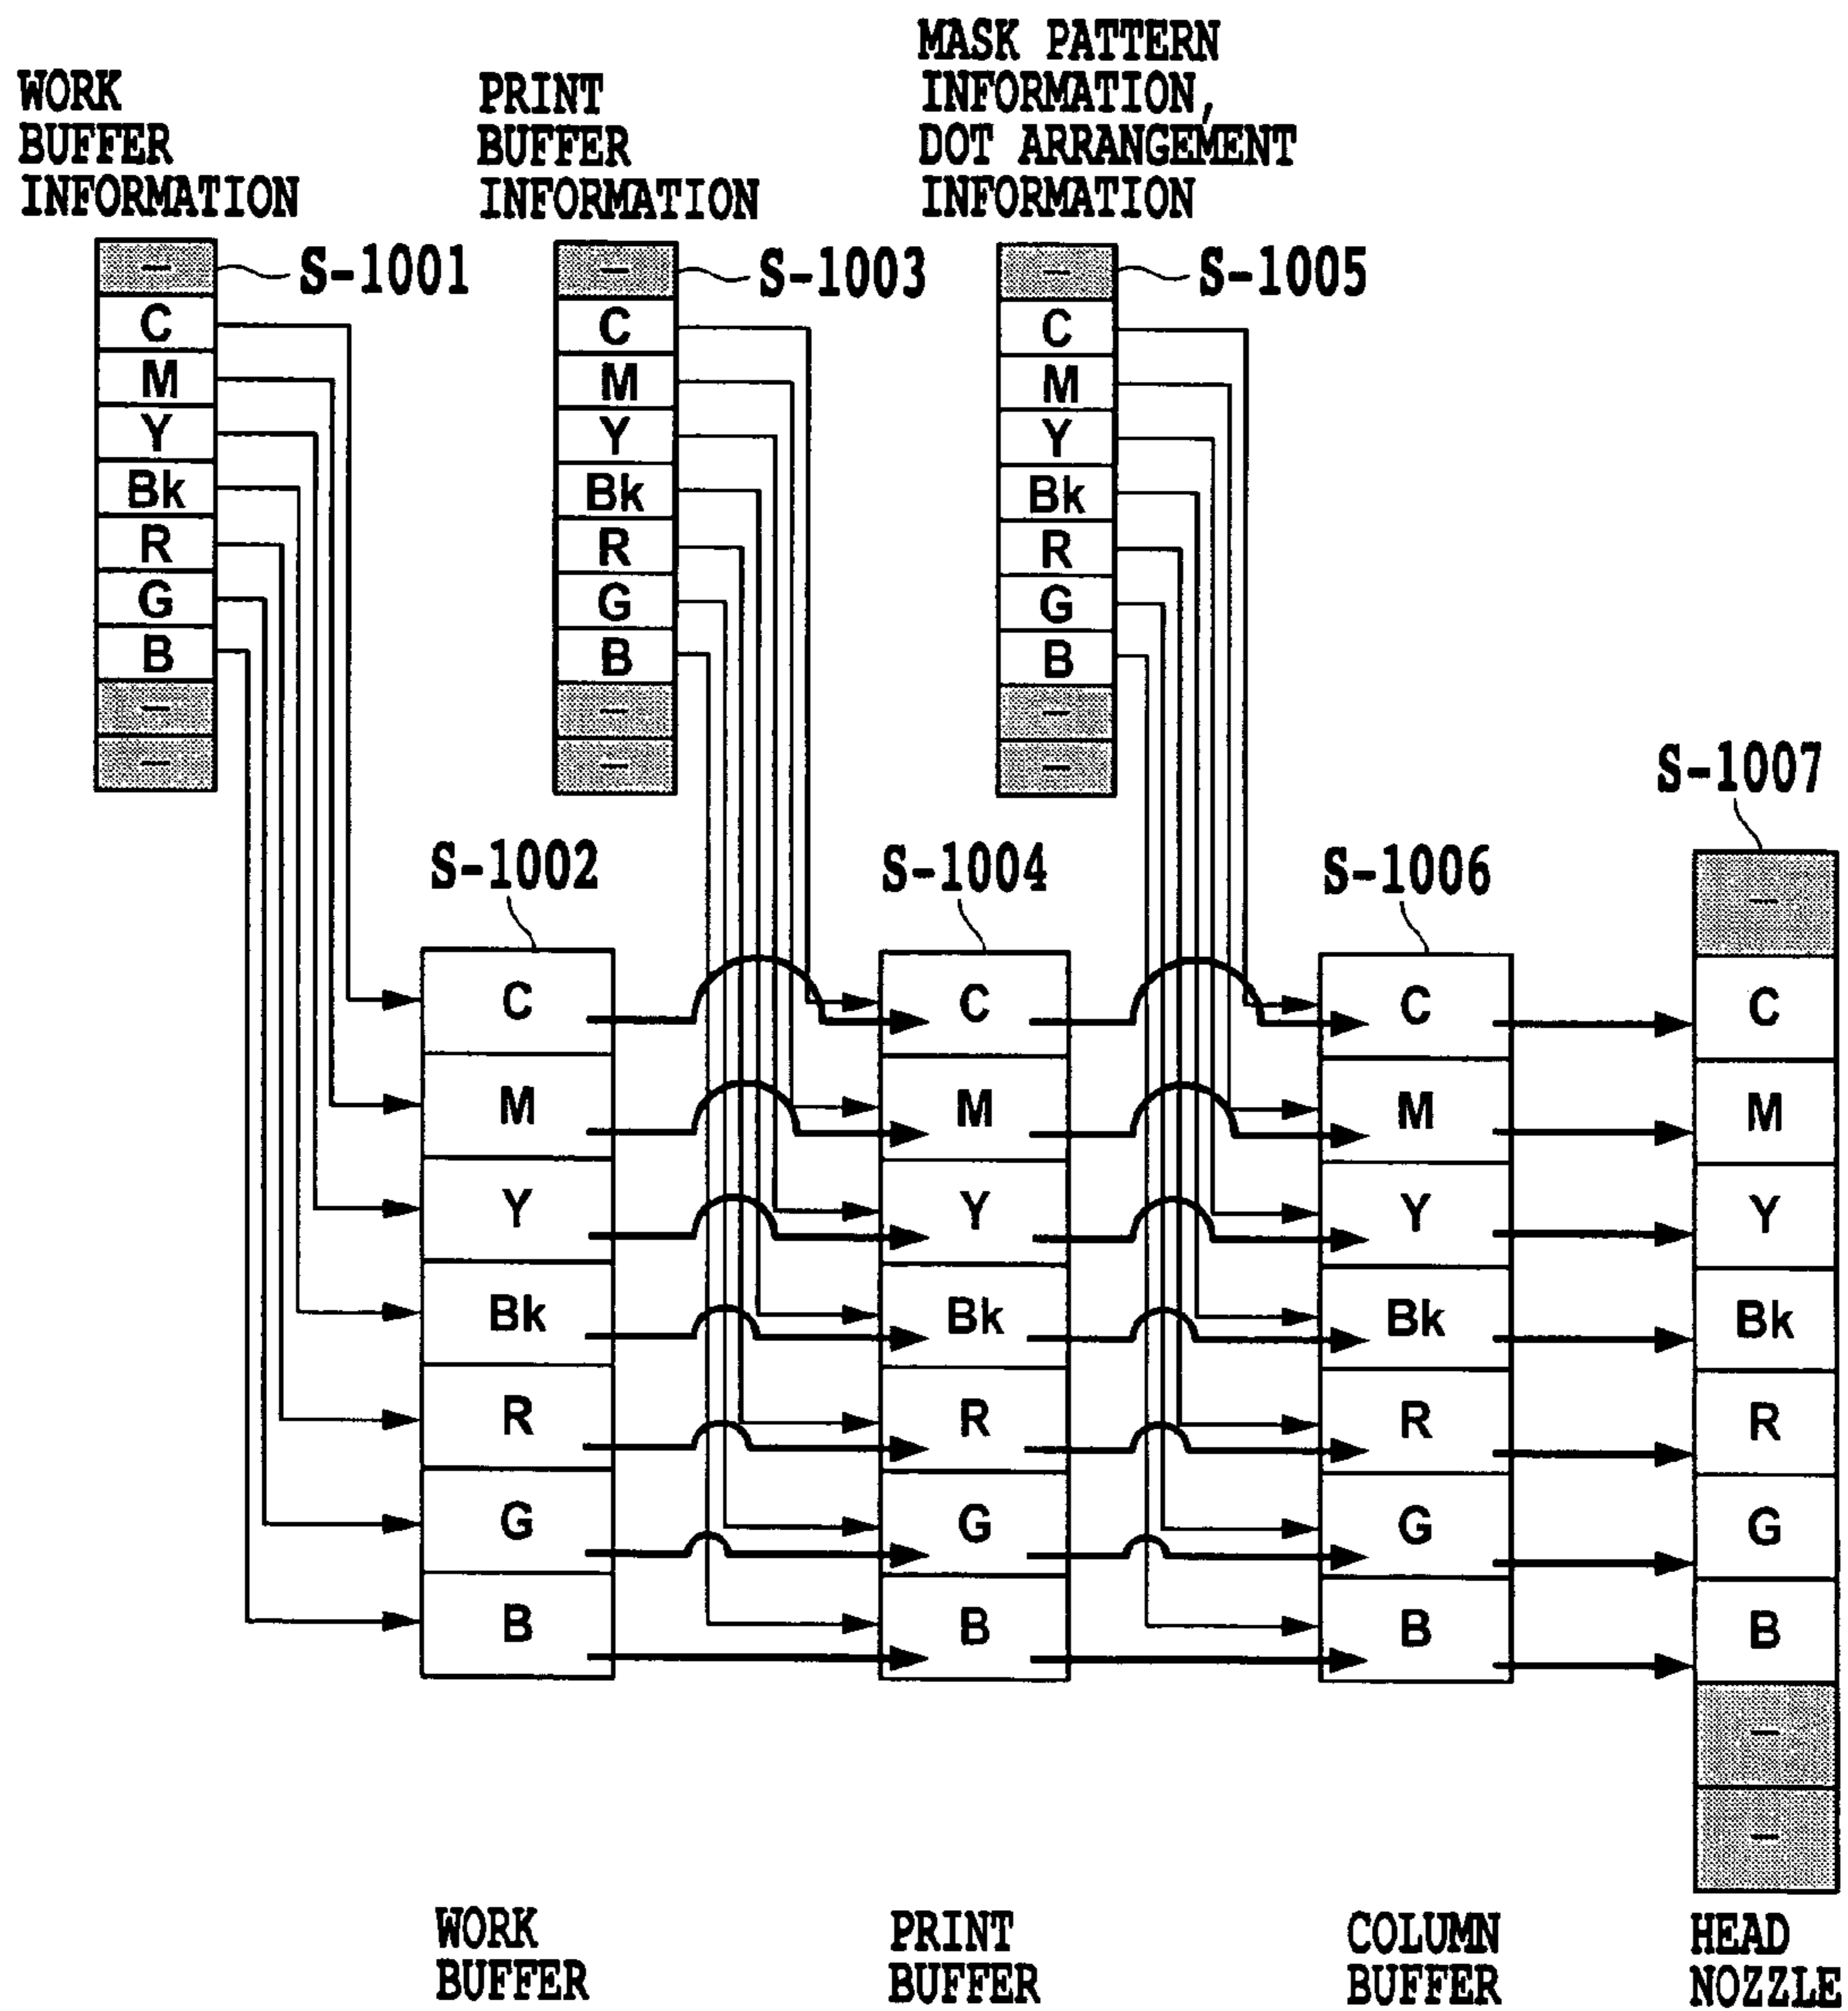 WORK
BUFFER
INFORMATION
PRINT
BUFFER
INFORMATION
MASK PATTERN
INFORMATION,
DOT ARRANGEMENT
INFORMATION
S-1001
-
C
M
Y
Bk
R
G
B
-
-
S-1003
-
C
M
Y
Bk
R
G
B
-
-
S-1005
-
C
M
Y
Bk
R
G
B
-
-
S-1002
C
M
Y
Bk
R
G
B
S-1004
C
M
Y
Bk
R
G
B
S-1006
C
M
Y
Bk
R
G
B
S-1007
-
C
M
Y
Bk
R
G
B
-
-
WORK
BUFFER
PRINT
BUFFER
COLUMN
BUFFER
HEAD
NOZZLE